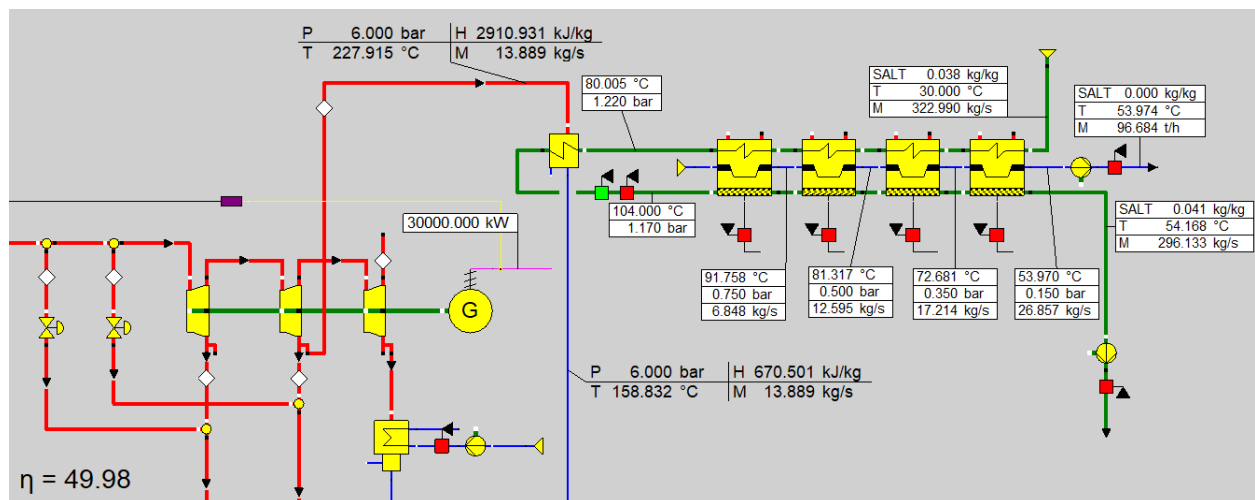 P 6.000 bar H 2910.931 kJ/kg
T 227.915 °C M 13.889 kg/s
80.005 °C
1.220 bar
SALT 0.038 kg/kg
T 30.000 °C
M 322.990 kg/s
SALT 0.000 kg/kg
T 53.974 °C
M 96.684 t/h
104.000 °C
1.170 bar
30000.000 kW
SALT 0.041 kg/kg
T 54.168 °C
M 296.133 kg/s
91.758 °C
0.750 bar
6.848 kg/s
81.317 °C
0.500 bar
12.595 kg/s
72.681 °C
0.350 bar
17.214 kg/s
53.970 °C
0.150 bar
26.857 kg/s
G
P 6.000 bar H 670.501 kJ/kg
T 158.832 °C M 13.889 kg/s
η = 49.98